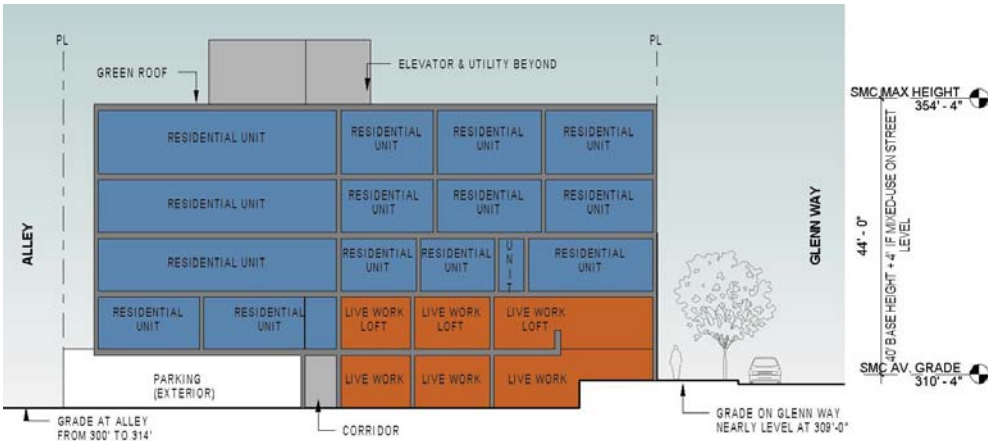 PL
PL
GREEN ROOF
ELEVATOR & UTILITY BEYOND
SMC MAX HEIGHT
354' - 4"
RESIDENTIAL UNIT
RESIDENTIAL
UNIT
RESIDENTIAL
UNIT
RESIDENTIAL
UNIT
RESIDENTIAL UNIT
RESIDENTIAL
UNIT
RESIDENTIAL
UNIT
RESIDENTIAL
UNIT
RESIDENTIAL UNIT
RESIDENTIAL
UNIT
RESIDENTIAL
UNIT
UNIT
RESIDENTIAL
UNIT
RESIDENTIAL
UNIT
RESIDENTIAL
UNIT
LIVE WORK
LOFT
LIVE WORK
LOFT
LIVE WORK
LOFT
PARKING
(EXTERIOR)
LIVE WORK
LIVE WORK
LIVE WORK
ALLEY
GLENN WAY
44' - 0"
40' BASE HEIGHT + 4' IF MIXED-USE ON STREET
LEVEL
SMC AV. GRADE
310' - 4"
GRADE AT ALLEY
FROM 300' TO 314'
CORRIDOR
GRADE ON GLENN WAY
NEARLY LEVEL AT 309'-0"